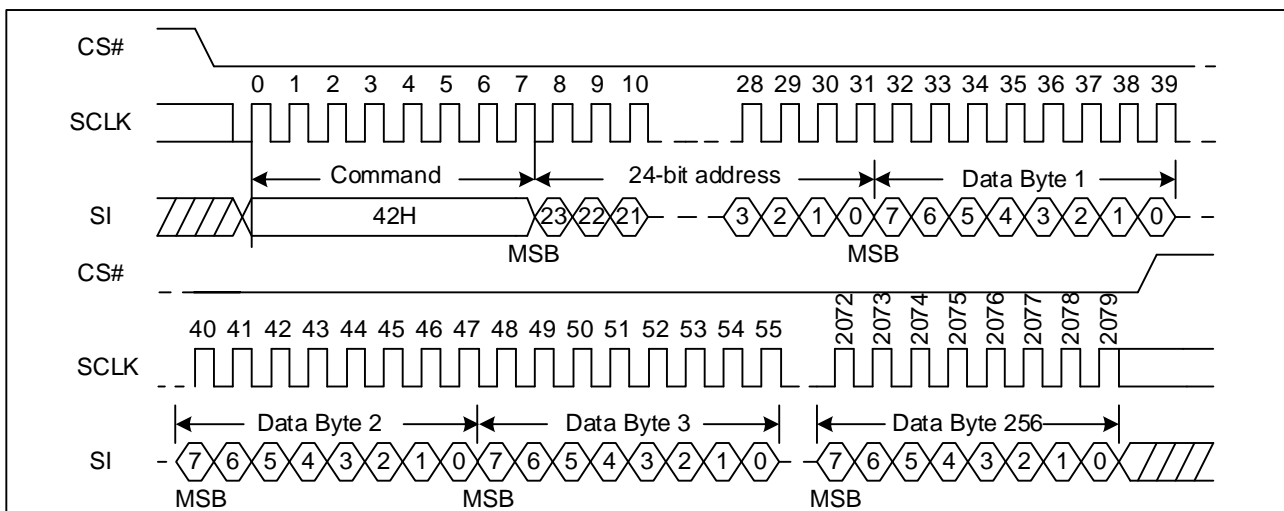 CS#
0 1 2 3 4 5 6 7 8 9 10 28 29 30 31 32 33 34 35 36 37 38 39
SCLK
Command 24-bit address Data Byte 1
SI 42H 23 22 21 3 2 1 0 7 6 5 4 3 2 1 0
MSB MSB
CS#
40 41 42 43 44 45 46 47 48 49 50 51 52 53 54 55 2072 2073 2074 2075 2076 2077 2078 2079
SCLK
Data Byte 2 Data Byte 3 Data Byte 256
SI 7 6 5 4 3 2 1 0 7 6 5 4 3 2 1 0 7 6 5 4 3 2 1 0
MSB MSB MSB